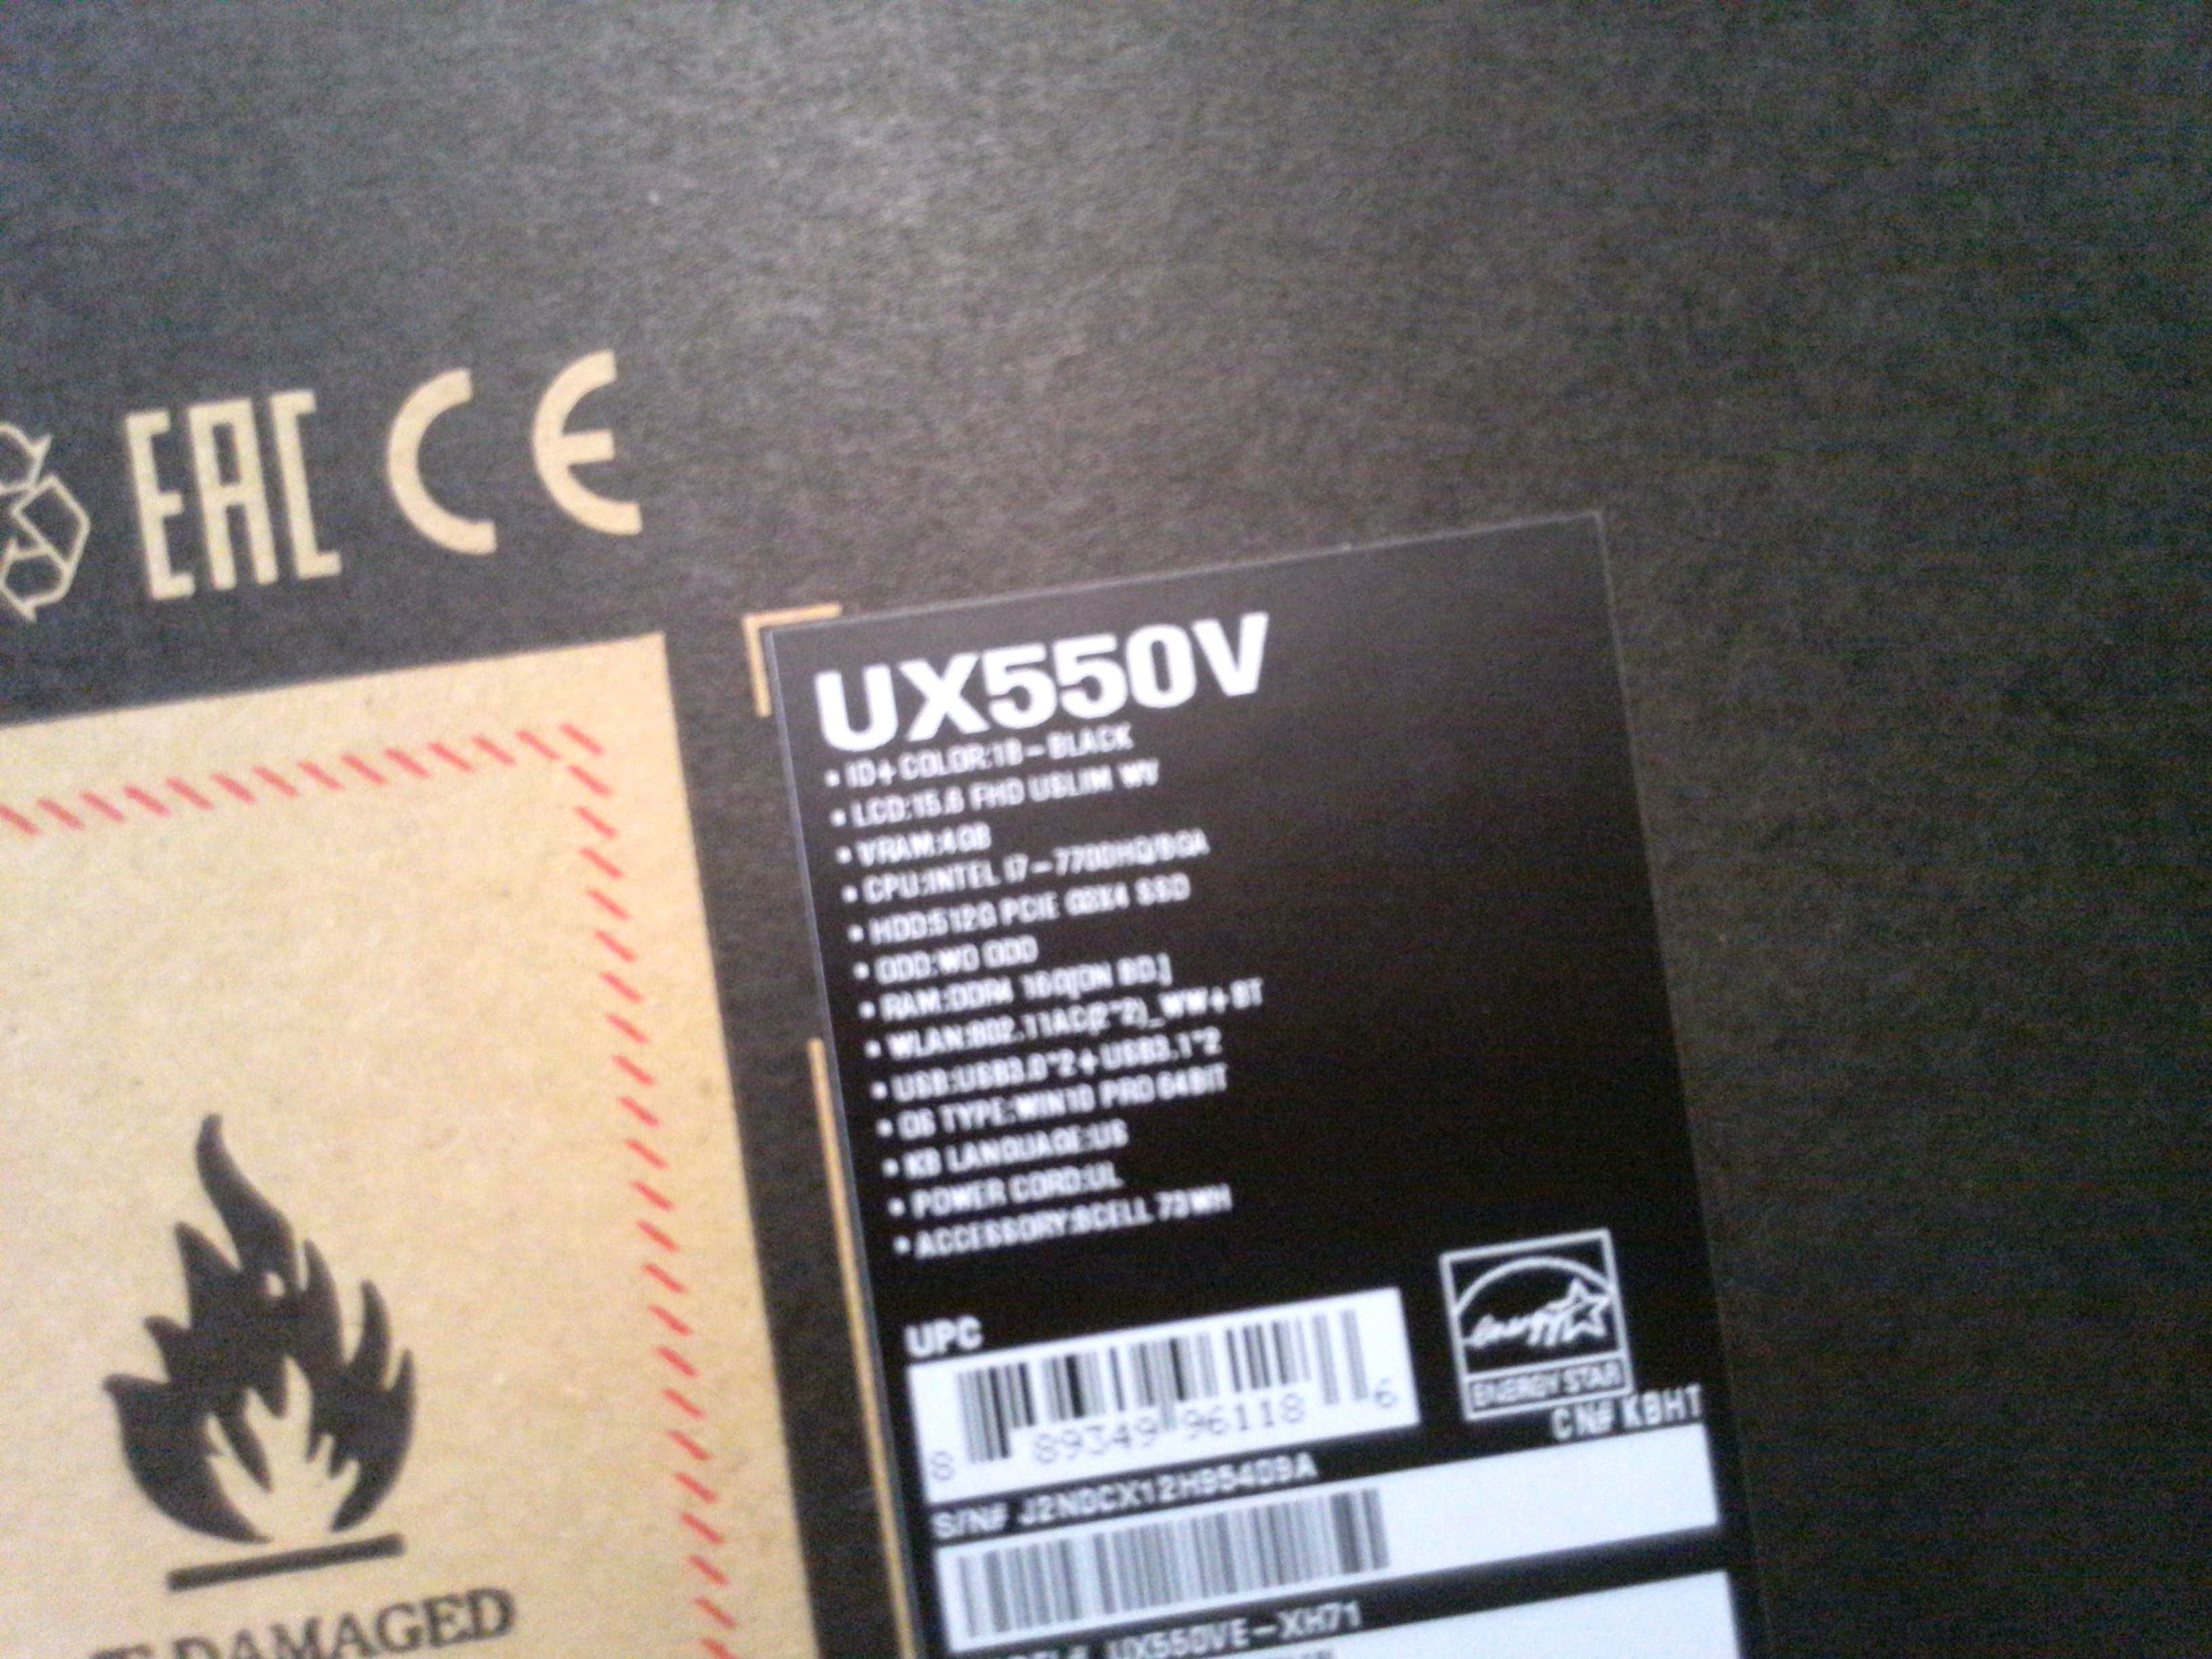 EAC CE
UX550V
• ID+COLOR:1B-BLACK
• LCD:15.6 FHD USLIM WV
• VRAM:4GB
• CPU:INTEL I7-7700HQ/BGA
• HDD:512G PCIE G3X4 SSD
• ODD:WO ODD
• RAM:DDR4 16G[ON BD.]
• WLAN:802.11AC(2*2)_WW+BT
• USB:USB3.0*2+USB3.1*2
• OS TYPE:WIN10 PRO 64BIT
• KB LANGUAGE:US
• POWER CORD:UL
• ACCESSORY:8CELL 73WH
UPC
8 89349 96118 6
energy
ENERGY STAR
CN# KBHT
S/N# J2N0CX12H95409A
UX550VE-XH71
DAMAGED